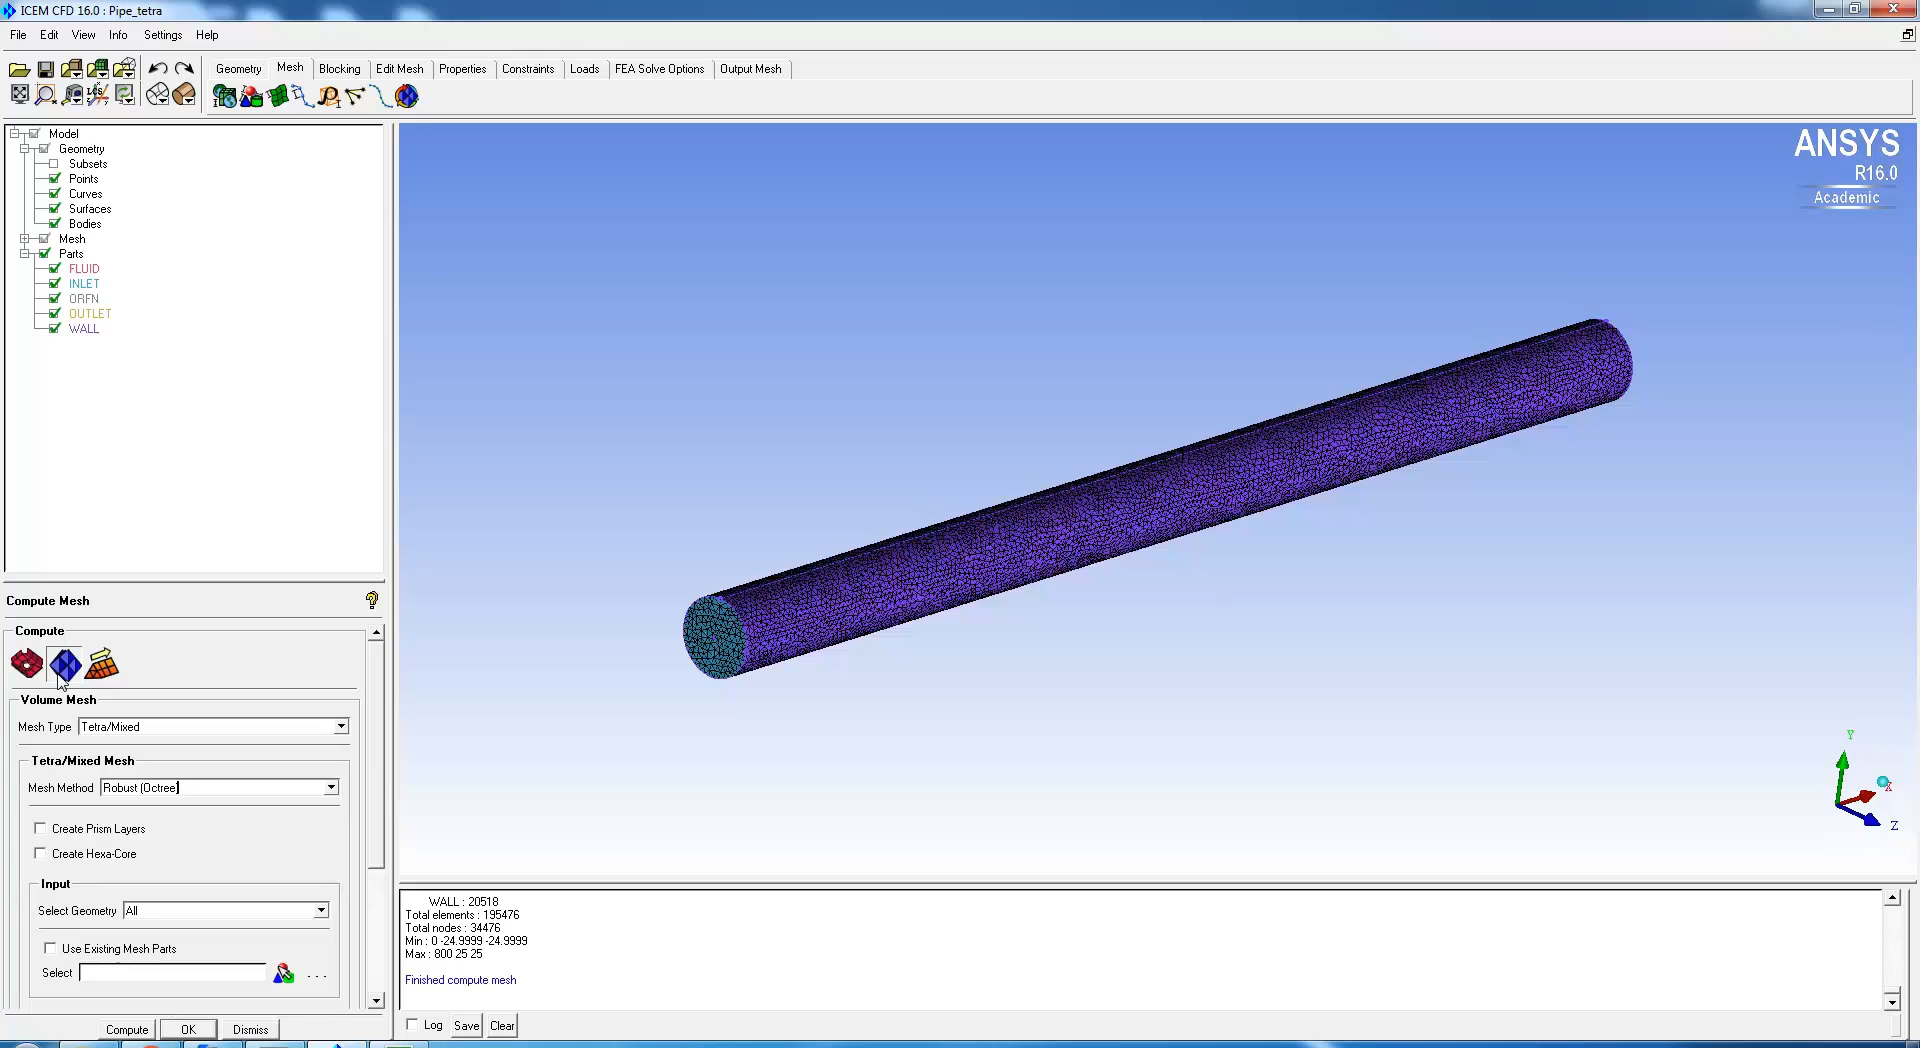 ICEM CFD 16.0 : Pipe_tetra
File Edit View Info Settings Help
Geometry Mesh Blocking Edit Mesh Properties Constraints Loads FEA Solve Options Output Mesh
LCS
Model
Geometry
Subsets
Points
Curves
Surfaces
Bodies
Mesh
Parts
FLUID
INLET
ORFN
OUTLET
WALL
ANSYS
R16.0
Academic
Y
X
Z
Compute Mesh
Compute
Volume Mesh
Mesh Type Tetra/Mixed
Tetra/Mixed Mesh
Mesh Method Robust (Octree)
Create Prism Layers
Create Hexa-Core
Input
Select Geometry All
Use Existing Mesh Parts
Select ...
Compute OK Dismiss
WALL : 20518
Total elements : 195476
Total nodes : 34476
Min : 0 -24.9999 -24.9999
Max : 800 25 25
Finished compute mesh
Log Save Clear